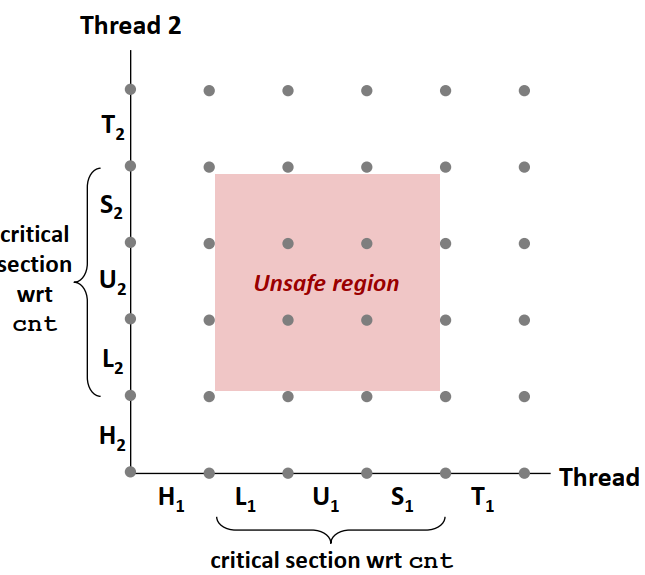 Thread 2
T2
S2
critical
section
wrt
cnt
U2
Unsafe region
L2
H2
Thread
H1 L1 U1 S1 T1
critical section wrt cnt